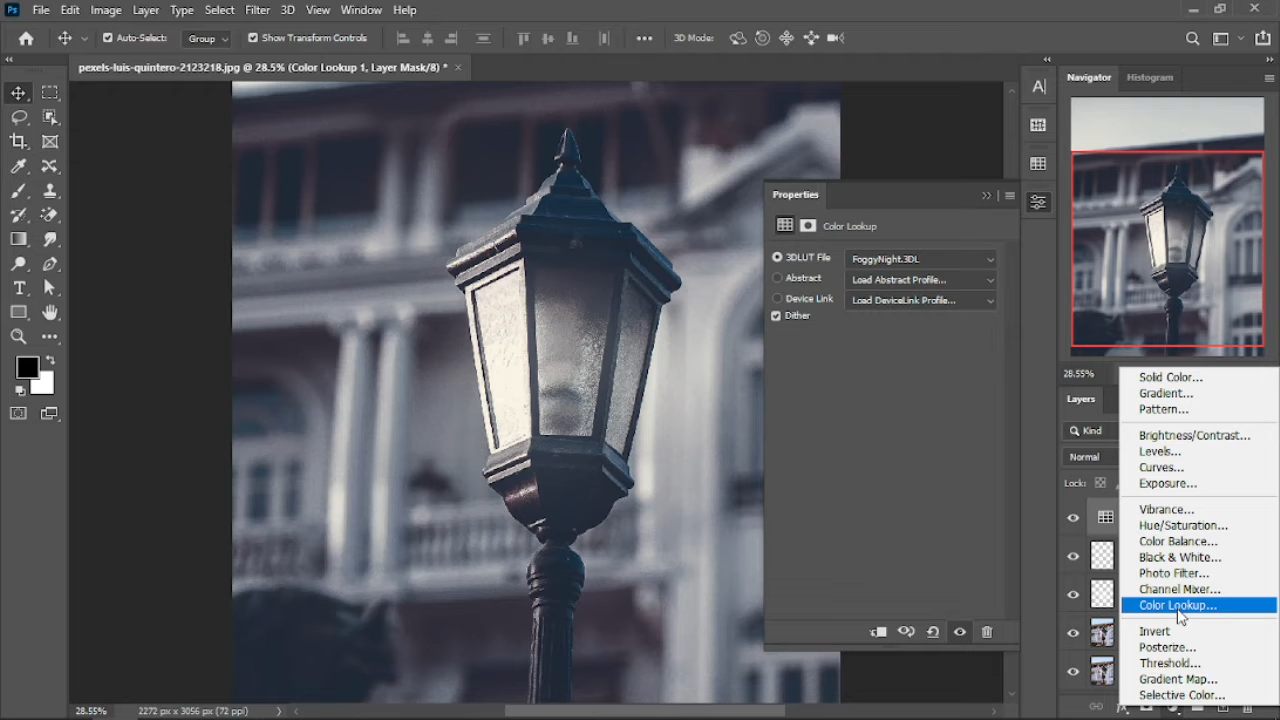 Ps File Edit Image Layer Type Select Filter 3D View Window Help
Auto-Select: Group Show Transform Controls 3D Mode:
pexels-luis-quintero-2123218.jpg @ 28.5% (Color Lookup 1, Layer Mask/8) *
Navigator Histogram
Properties
Color Lookup
3DLUT File FoggyNight.3DL
Abstract Load Abstract Profile...
Device Link Load DeviceLink Profile...
Dither
28.55%
Layers
Kind
Normal
Lock:
Solid Color...
Gradient...
Pattern...
Brightness/Contrast...
Levels...
Curves...
Exposure...
Vibrance...
Hue/Saturation...
Color Balance...
Black & White...
Photo Filter...
Channel Mixer...
Color Lookup...
Invert
Posterize...
Threshold...
Gradient Map...
Selective Color...
28.55% 2272 px x 3056 px (72 ppi)